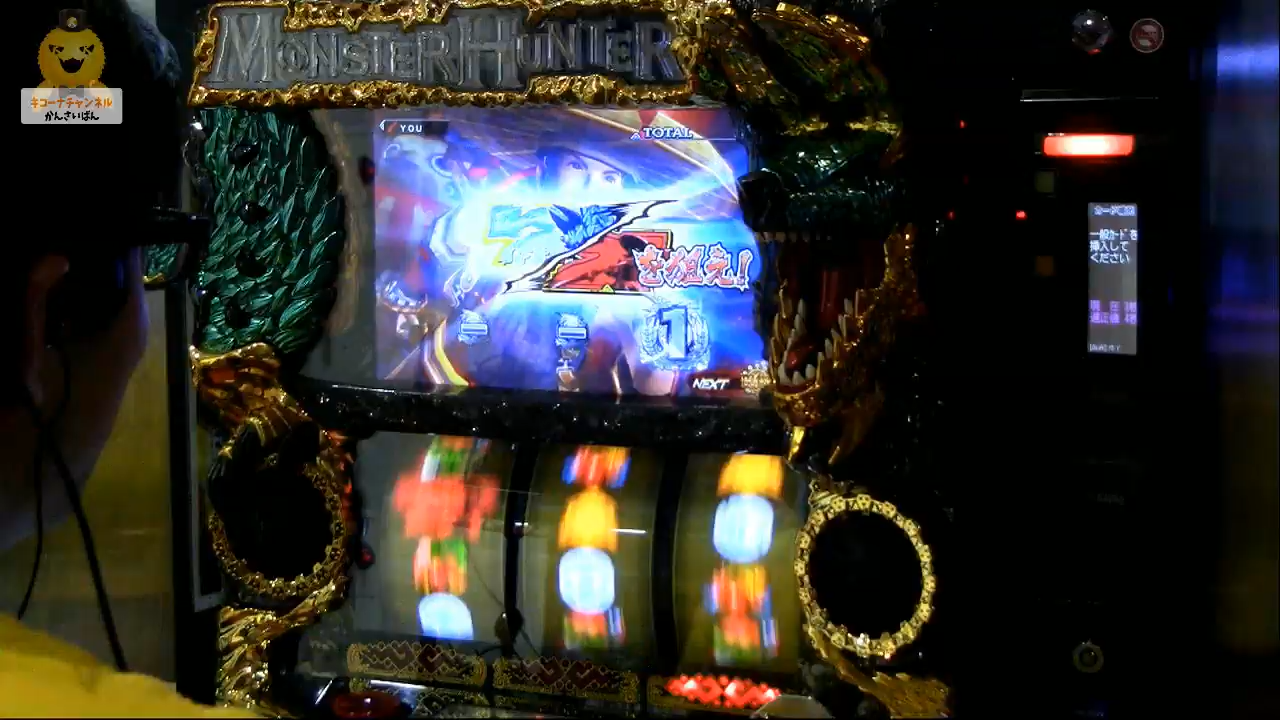 キコーナチャンネル
かんさいばん
MONSTER HUNTER
YOU
TOTAL
7を狙え!
1
NEXT
一般カードを
挿入して
ください